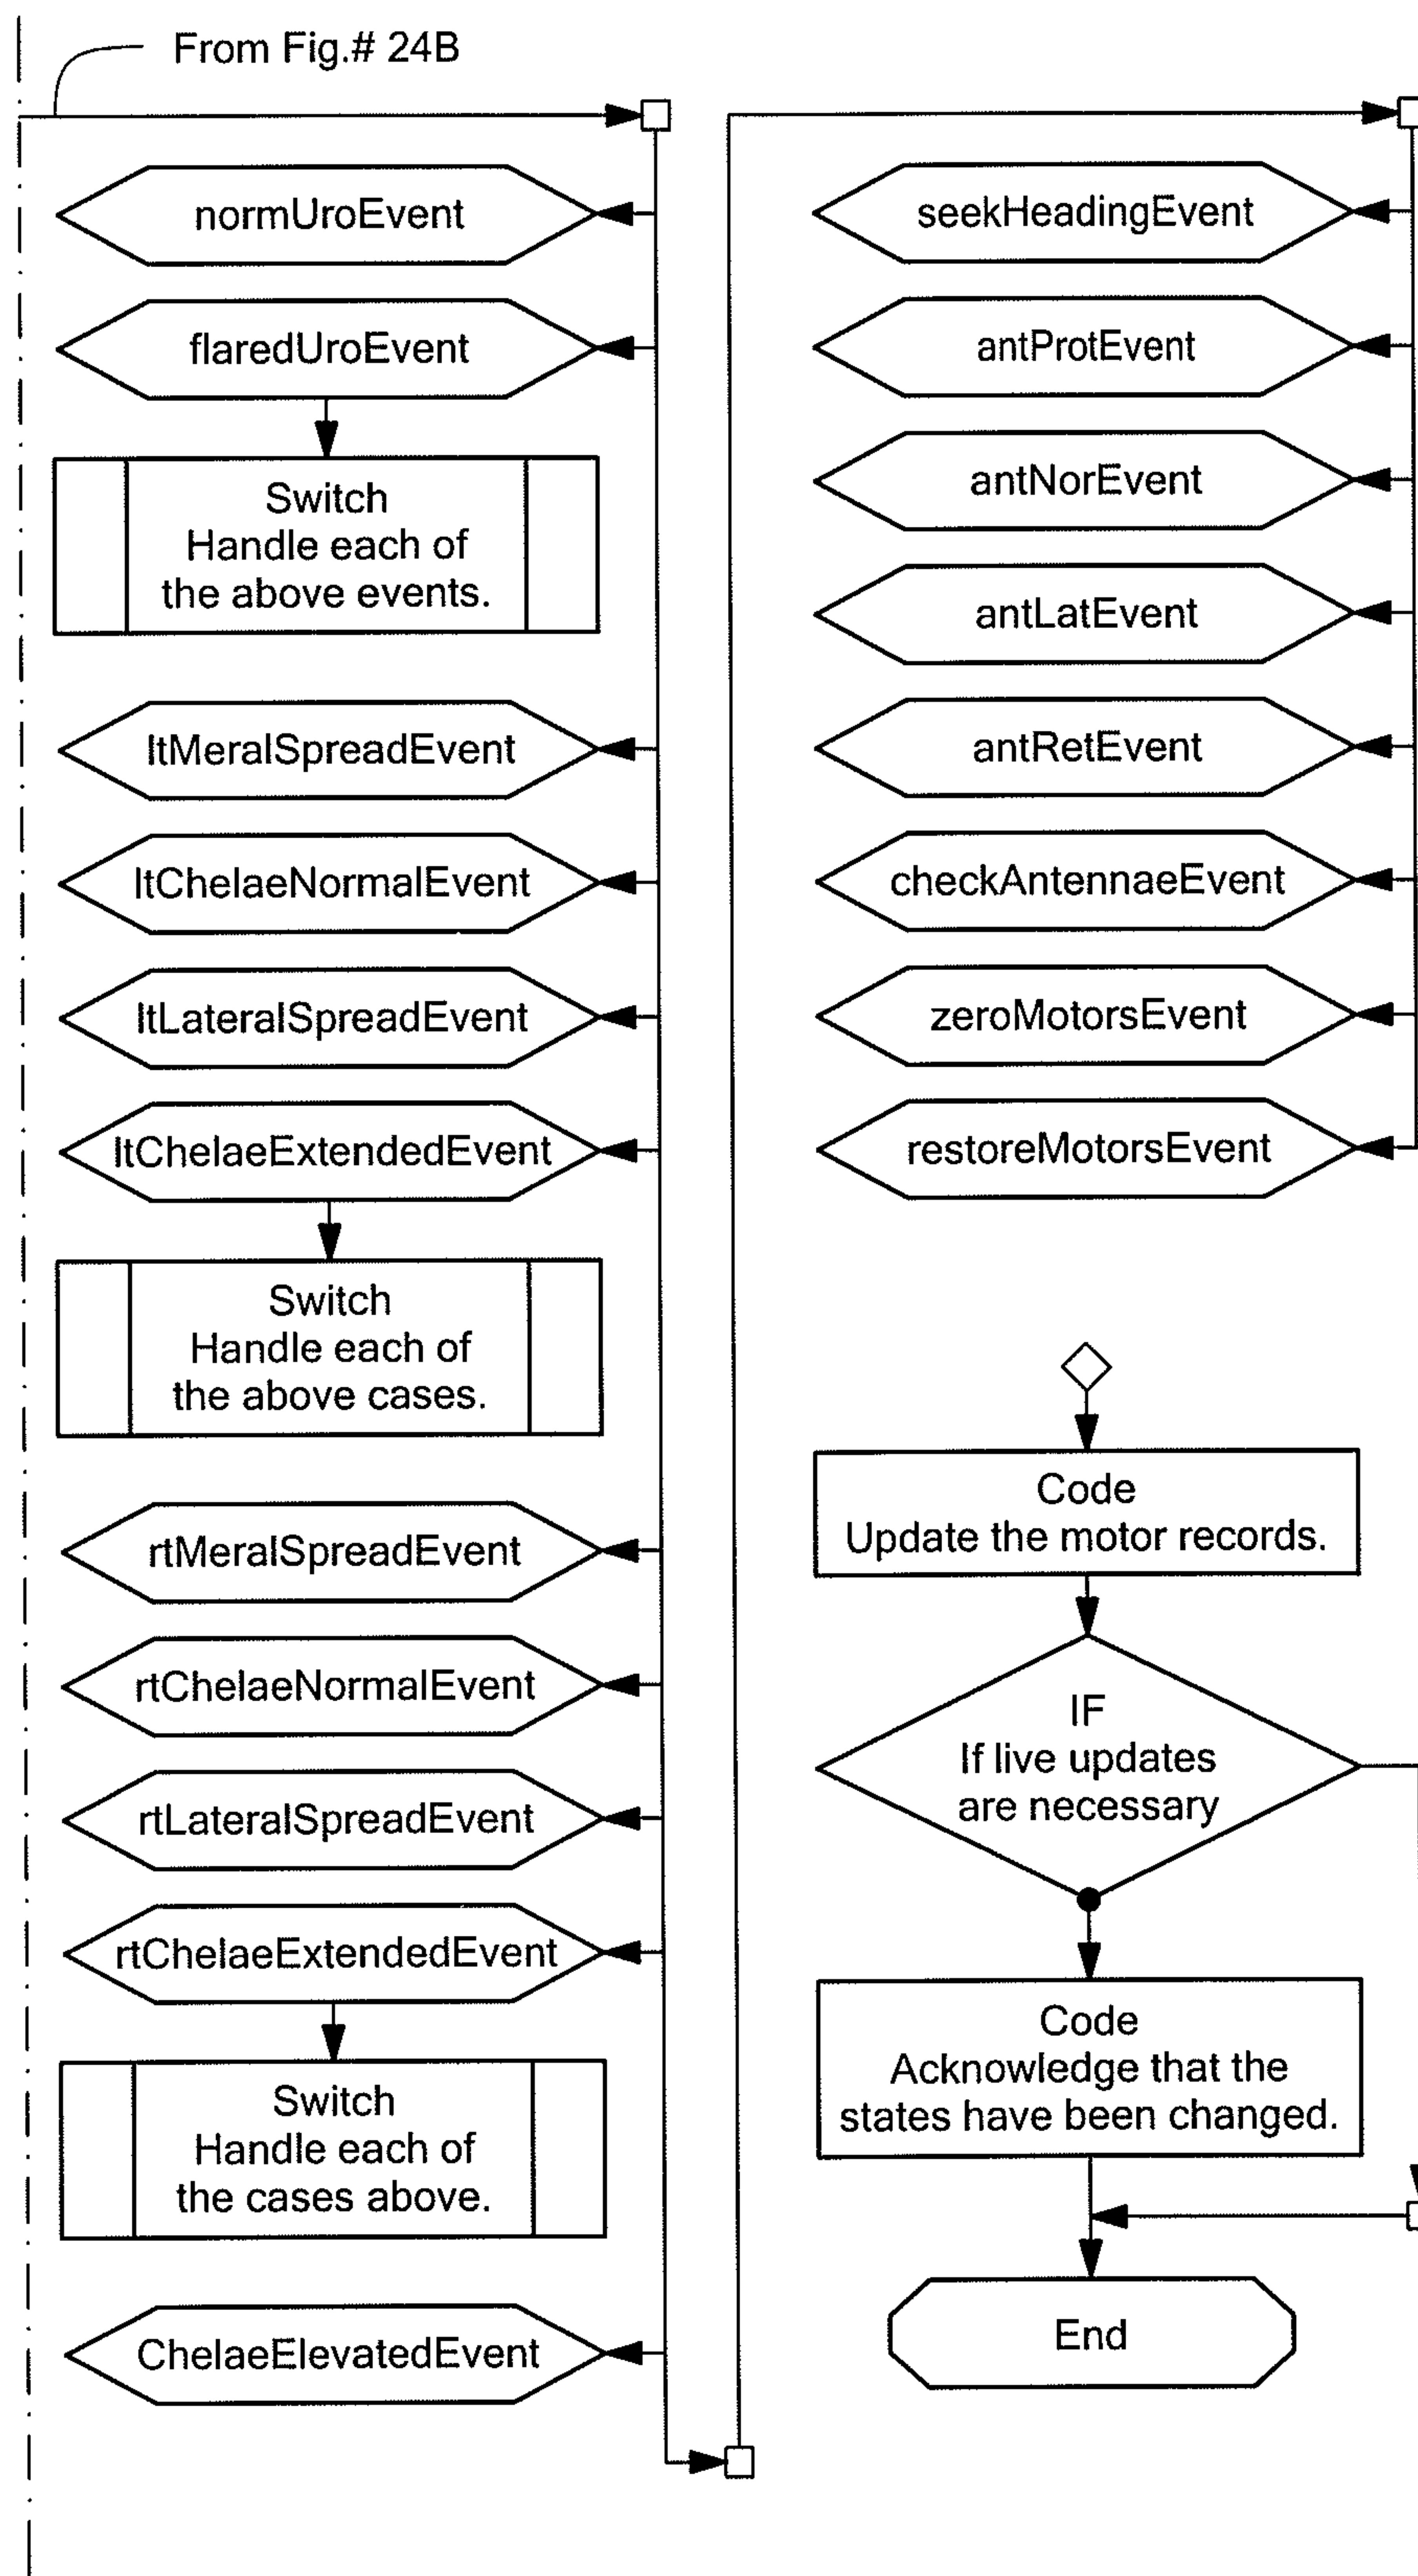 From Fig.# 24B
normUroEvent
flaredUroEvent
Switch
Handle each of
the above events.
ltMeralSpreadEvent
ltChelaeNormalEvent
ltLateralSpreadEvent
ltChelaeExtendedEvent
Switch
Handle each of
the above cases.
rtMeralSpreadEvent
rtChelaeNormalEvent
rtLateralSpreadEvent
rtChelaeExtendedEvent
Switch
Handle each of
the cases above.
ChelaeElevatedEvent
seekHeadingEvent
antProtEvent
antNorEvent
antLatEvent
antRetEvent
checkAntennaeEvent
zeroMotorsEvent
restoreMotorsEvent
Code
Update the motor records.
IF
If live updates
are necessary
Code
Acknowledge that the
states have been changed.
End